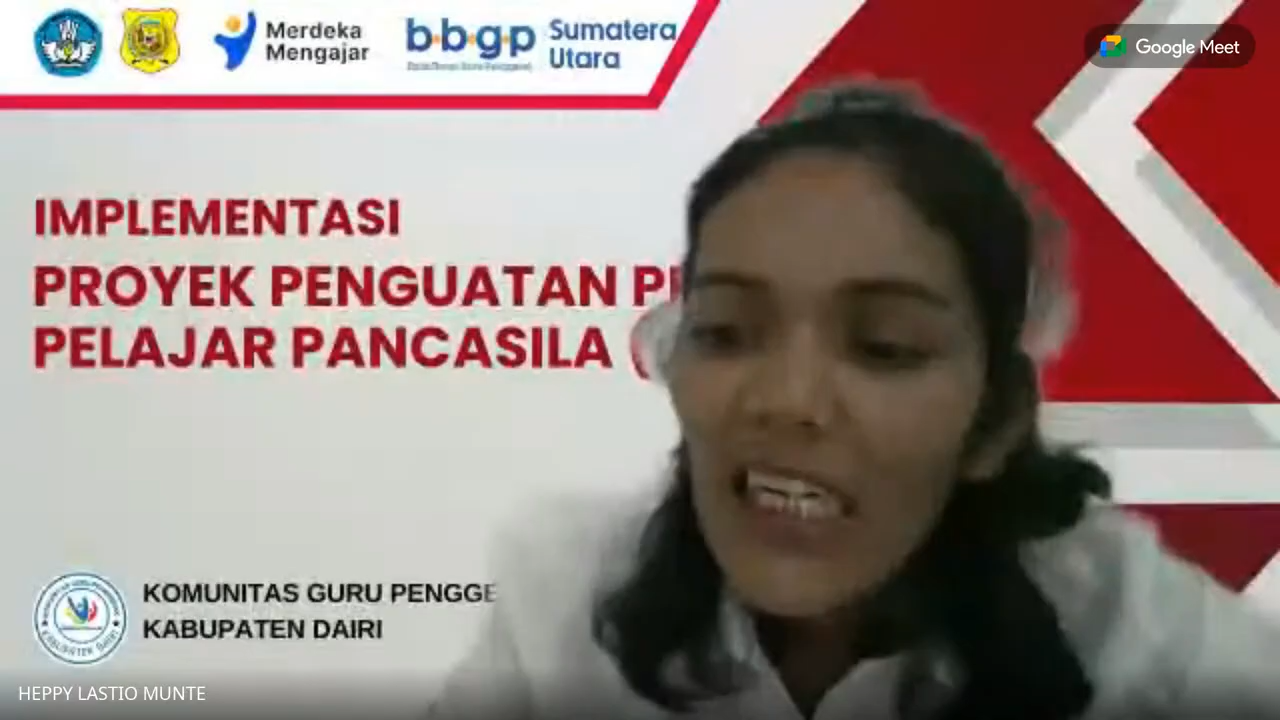 Merdeka
Mengajar
b·b·g·p
Sumatera
Utara
Google Meet
IMPLEMENTASI
PROYEK PENGUATAN
PELAJAR PANCASILA
KOMUNITAS GURU PENGGE
KABUPATEN DAIRI
HEPPY LASTIO MUNTE